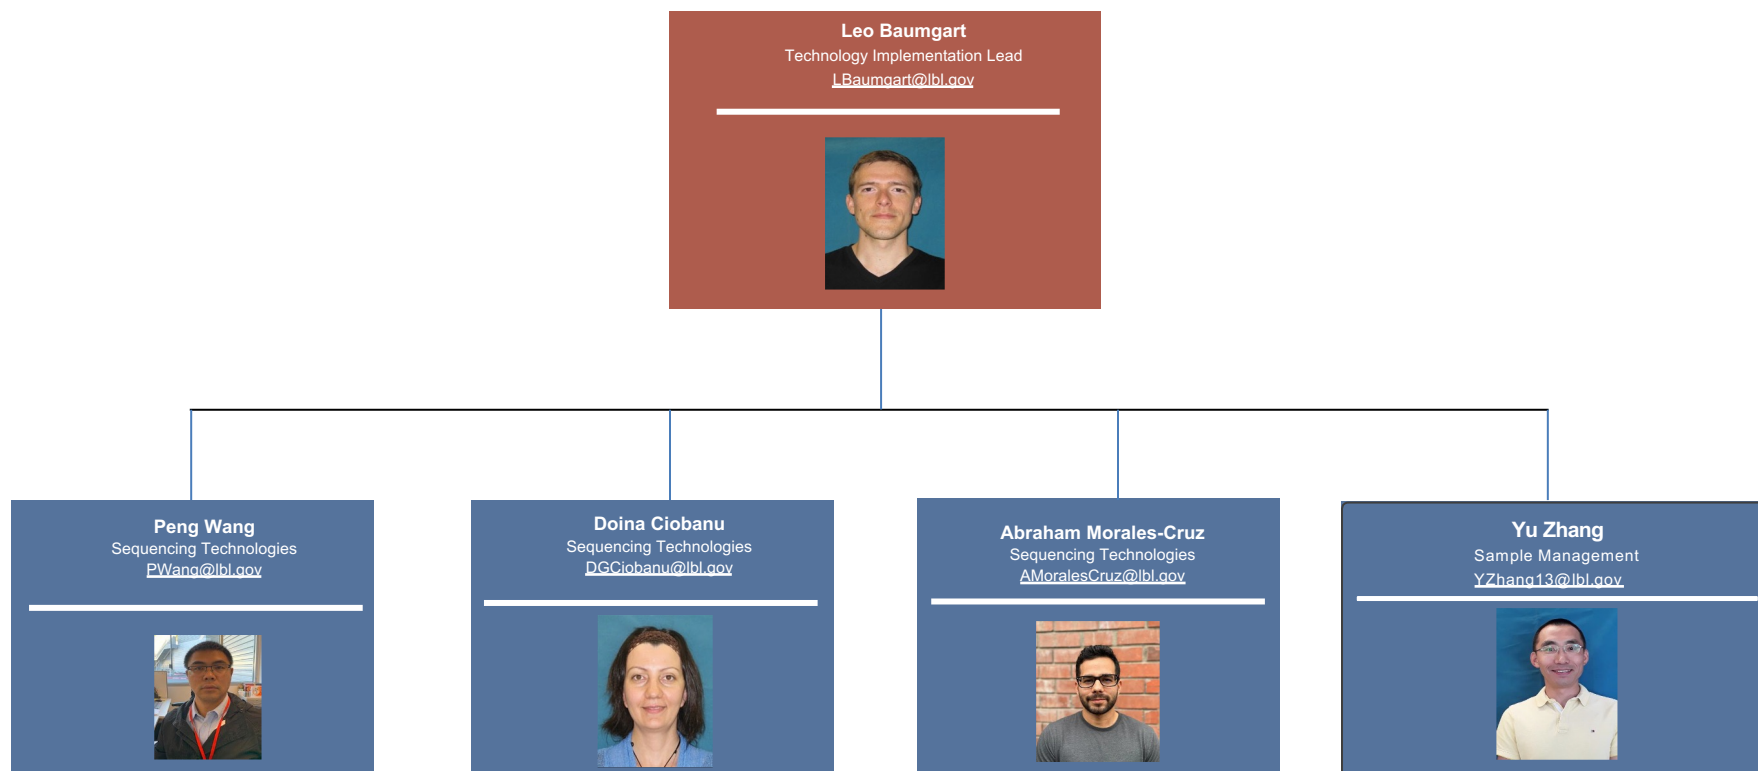 Leo Baumgart
Technology Implementation Lead
LBaumgart@lbl.gov
Peng Wang
Sequencing Technologies
PWang@lbl.gov
Doina Ciobanu
Sequencing Technologies
DGCiobanu@lbl.gov
Abraham Morales-Cruz
Sequencing Technologies
AMoralesCruz@lbl.gov
Yu Zhang
Sample Management
YZhang13@lbl.gov